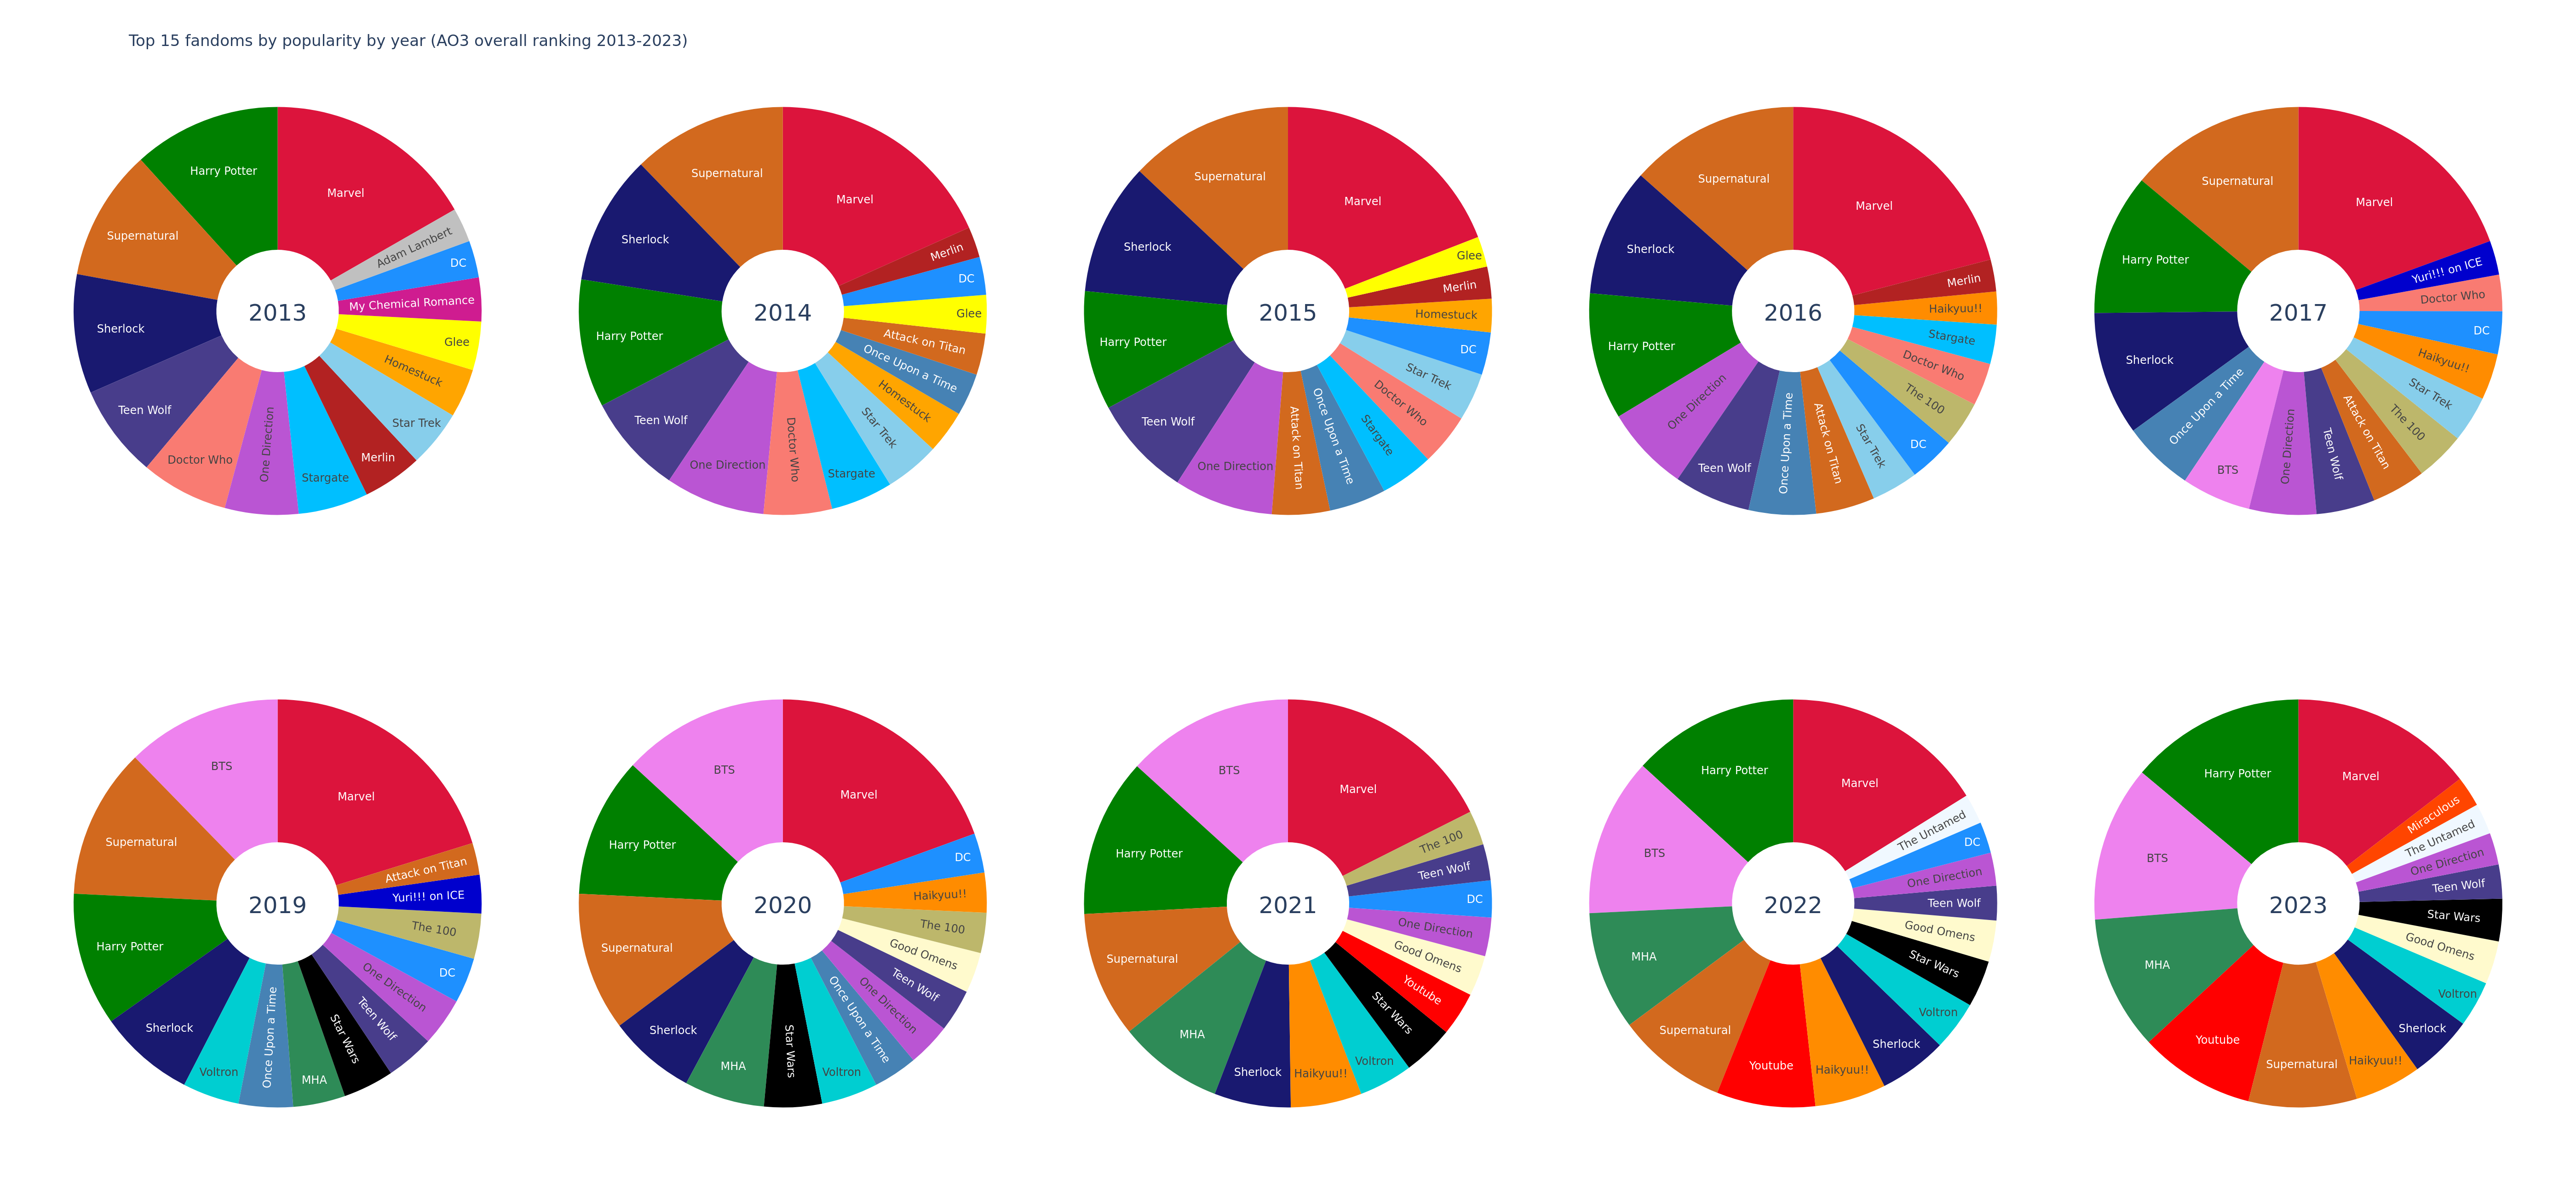 Top 15 fandoms by popularity by year (AO3 overall ranking 2013-2023)
2013
Marvel
Harry Potter
Supernatural
Sherlock
Teen Wolf
Doctor Who
One Direction
Stargate
Merlin
Star Trek
Homestuck
Glee
My Chemical Romance
DC
Adam Lambert
2014
Marvel
Supernatural
Sherlock
Harry Potter
Teen Wolf
One Direction
Doctor Who
Stargate
Star Trek
Homestuck
Once Upon a Time
Attack on Titan
Glee
DC
Merlin
2015
Marvel
Supernatural
Sherlock
Harry Potter
Teen Wolf
One Direction
Attack on Titan
Once Upon a Time
Stargate
Doctor Who
Star Trek
DC
Homestuck
Merlin
Glee
2016
Marvel
Supernatural
Sherlock
Harry Potter
One Direction
Teen Wolf
Once Upon a Time
Attack on Titan
Star Trek
DC
The 100
Doctor Who
Stargate
Haikyuu!!
Merlin
2017
Marvel
Supernatural
Harry Potter
Sherlock
Once Upon a Time
BTS
One Direction
Teen Wolf
Attack on Titan
The 100
Star Trek
Haikyuu!!
DC
Doctor Who
Yuri!!! on ICE
2019
Marvel
BTS
Supernatural
Harry Potter
Sherlock
Voltron
Once Upon a Time
MHA
Star Wars
Teen Wolf
One Direction
DC
The 100
Yuri!!! on ICE
Attack on Titan
2020
Marvel
BTS
Harry Potter
Supernatural
Sherlock
MHA
Star Wars
Voltron
Once Upon a Time
One Direction
Teen Wolf
Good Omens
The 100
Haikyuu!!
DC
2021
Marvel
BTS
Harry Potter
Supernatural
MHA
Sherlock
Haikyuu!!
Voltron
Star Wars
Youtube
Good Omens
One Direction
DC
Teen Wolf
The 100
2022
Marvel
Harry Potter
BTS
MHA
Supernatural
Youtube
Haikyuu!!
Sherlock
Voltron
Star Wars
Good Omens
Teen Wolf
One Direction
DC
The Untamed
2023
Marvel
Harry Potter
BTS
MHA
Youtube
Supernatural
Haikyuu!!
Sherlock
Voltron
Good Omens
Star Wars
Teen Wolf
One Direction
The Untamed
Miraculous